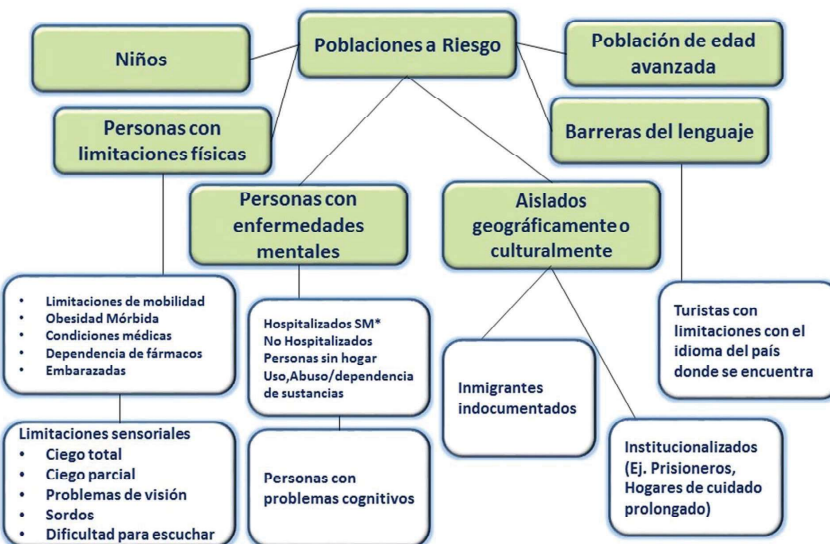 Poblaciones a Riesgo
Niños
Población de edad
avanzada
Personas con
limitaciones físicas
Barreras del lenguaje
Personas con
enfermedades
mentales
Aislados
geográficamente o
culturalmente
• Limitaciones de mobilidad
• Obesidad Mórbida
• Condiciones médicas
• Dependencia de fármacos
• Embarazadas
Hospitalizados SM*
No Hospitalizados
Personas sin hogar
Uso,Abuso/dependencia
de sustancias
Inmigrantes
indocumentados
Turistas con
limitaciones con el
idioma del país
donde se encuentra
Limitaciones sensoriales
• Ciego total
• Ciego parcial
• Problemas de visión
• Sordos
• Dificultad para escuchar
Personas con
problemas cognitivos
Institucionalizados
(Ej. Prisioneros,
Hogares de cuidado
prolongado)